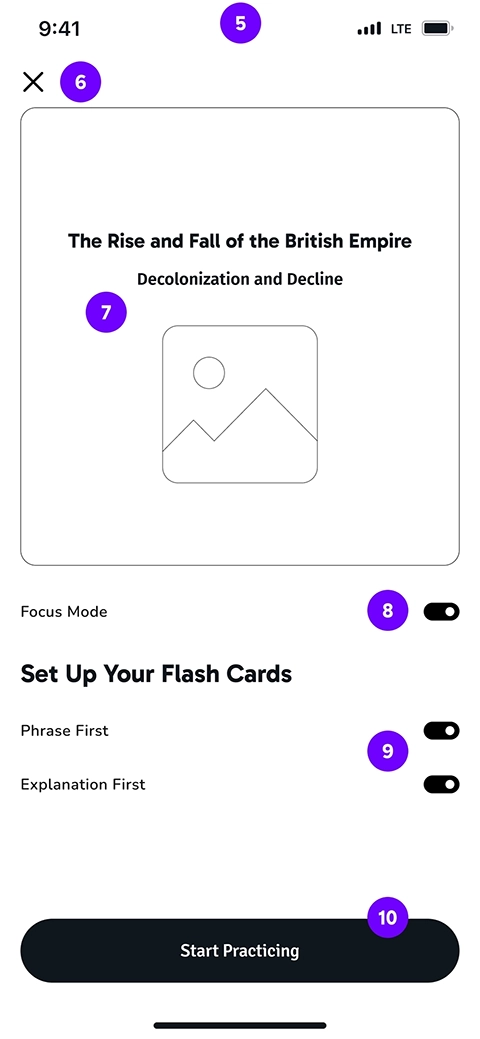 9:41
5
LTE
6
The Rise and Fall of the British Empire
Decolonization and Decline
7
Focus Mode
8
Set Up Your Flash Cards
Phrase First
9
Explanation First
10
Start Practicing